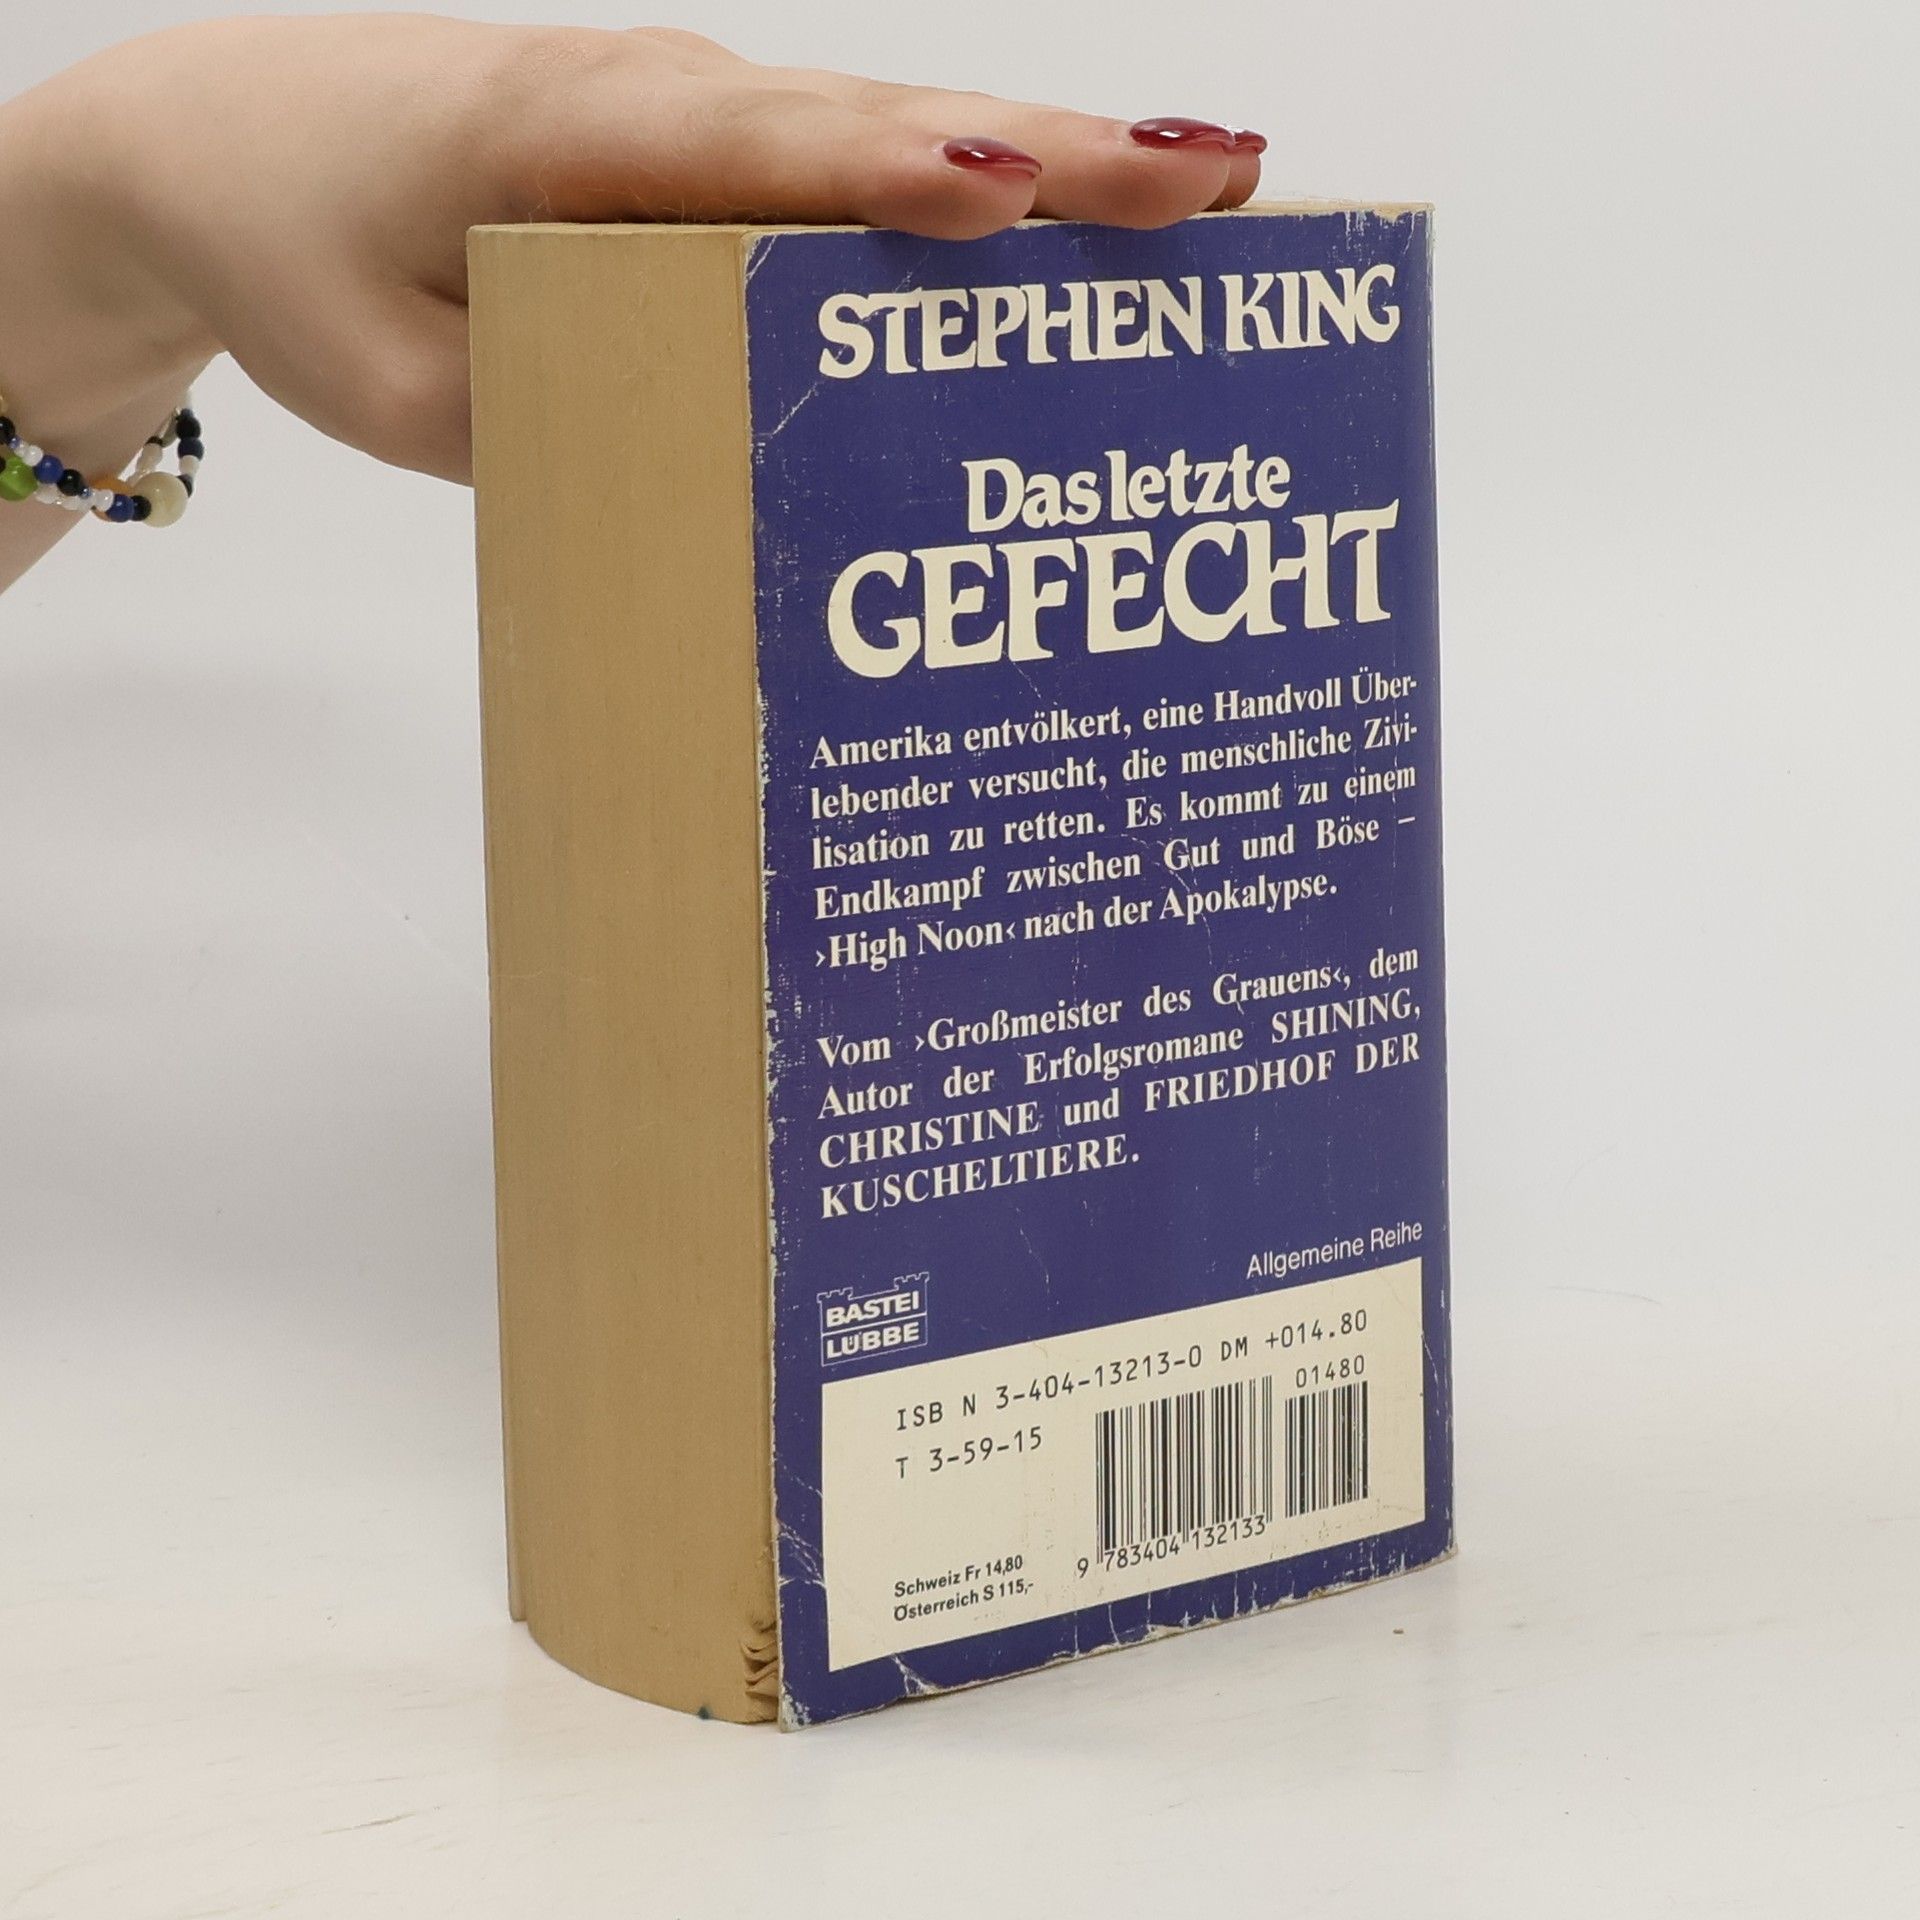 STEPHEN KING
Das letzte
GEFECHT
Amerika entvölkert, eine Handvoll Über-
lebender versucht, die menschliche Zivi-
lisation zu retten. Es kommt zu einem
Endkampf zwischen Gut und Böse –
›High Noon‹ nach der Apokalypse.
Vom ›Großmeister des Grauens‹, dem
Autor der Erfolgsromane SHINING,
CHRISTINE und FRIEDHOF DER
KUSCHELTIERE.
Allgemeine Reihe
BASTEI
LÜBBE
ISB N 3-404-13213-0 DM +014.80
T 3-59-15
01480
9 783404 132133
Schweiz Fr 14,80
Österreich S 115,-